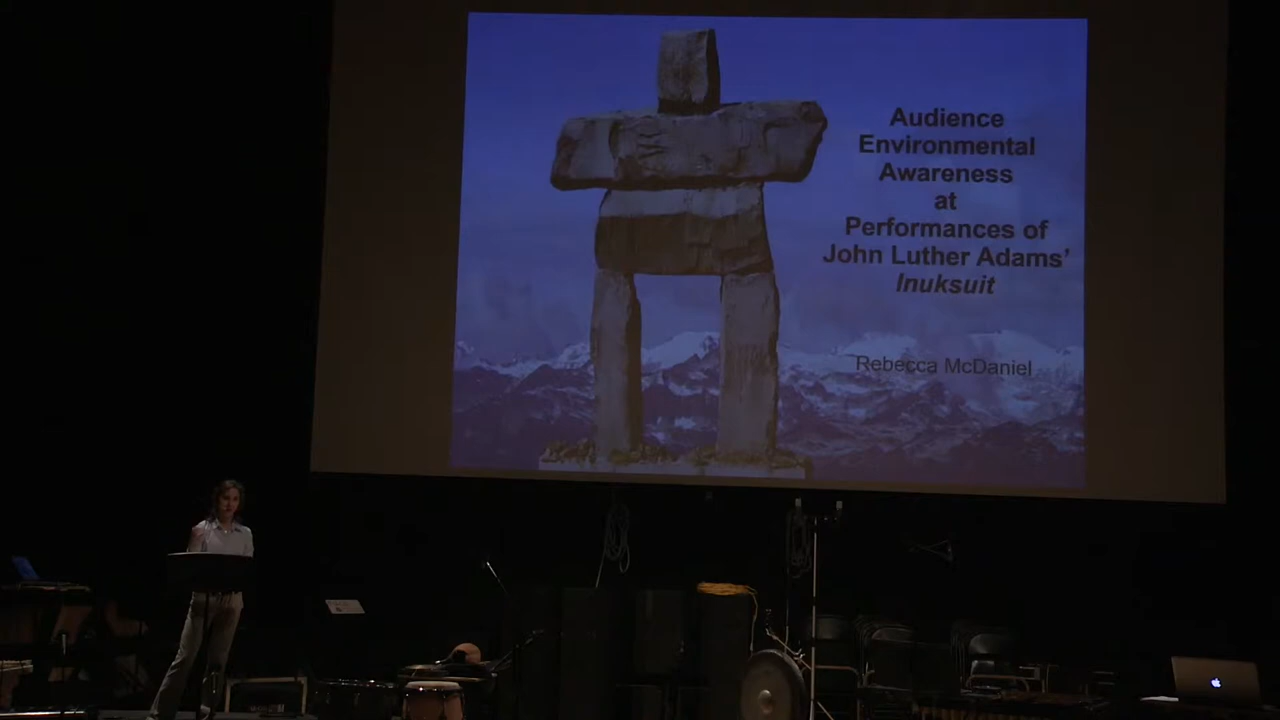 Audience
Environmental
Awareness
at
Performances of
John Luther Adams'
Inuksuit
Rebecca McDaniel